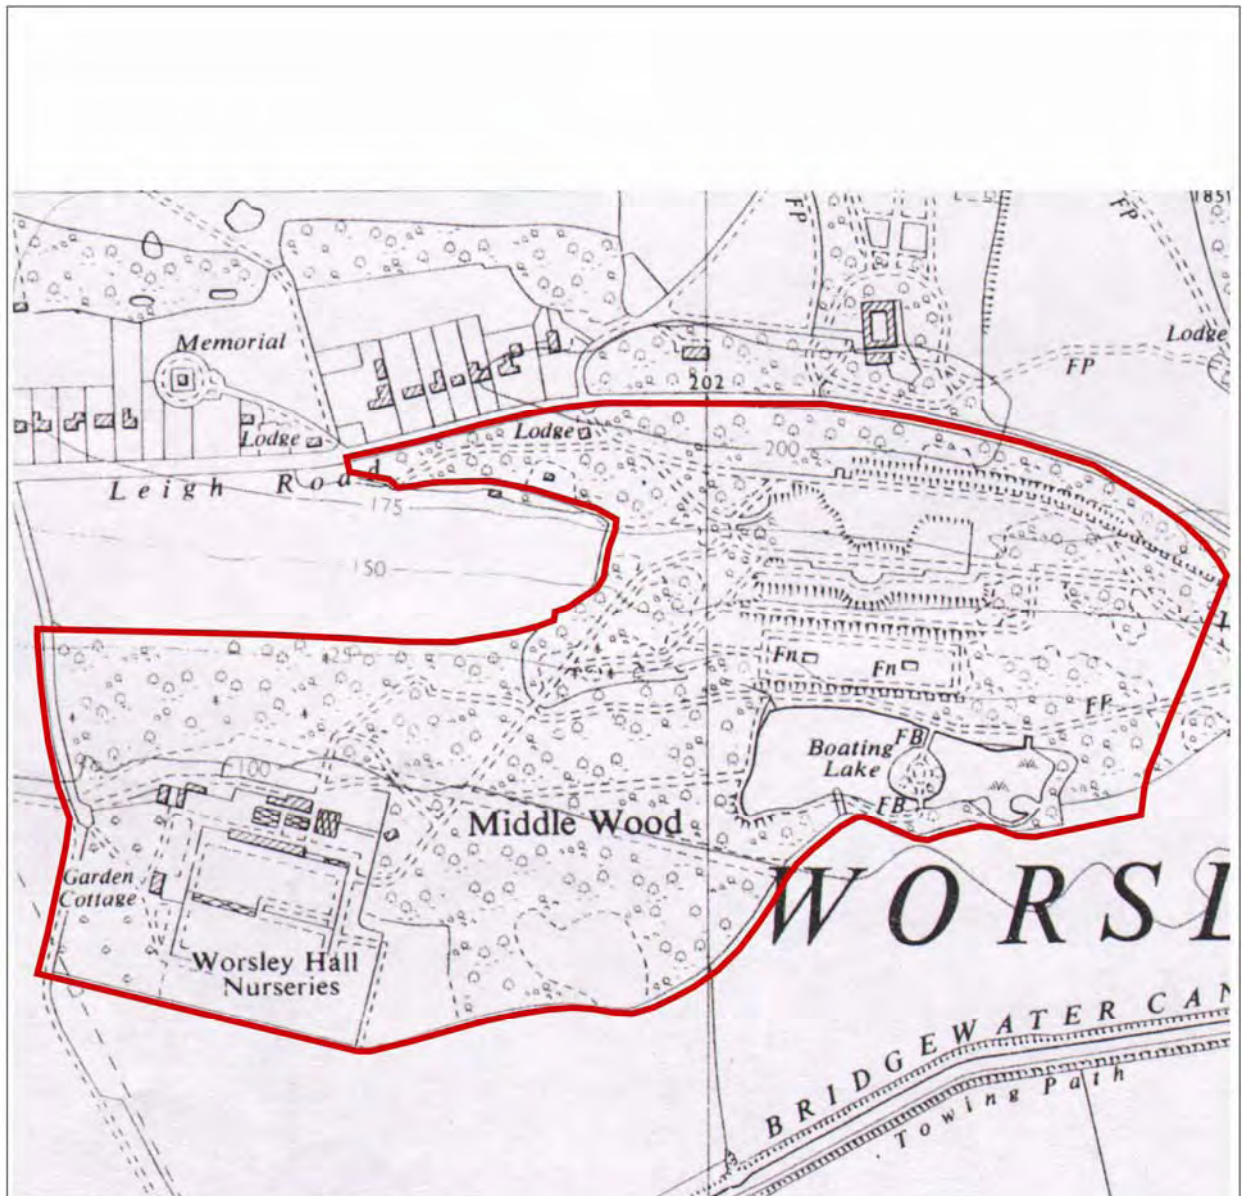 FP
FP
1851
Memorial
Lodge
FP
202
Lodge
Lodge
200
Leigh Road
175
150
125
Fn
Fn
FP
100
Boating
Lake
FB
FB
Middle Wood
Garden
Cottage
WORSL
Worsley Hall
Nurseries
BRIDGEWATER CAN
Towing Path